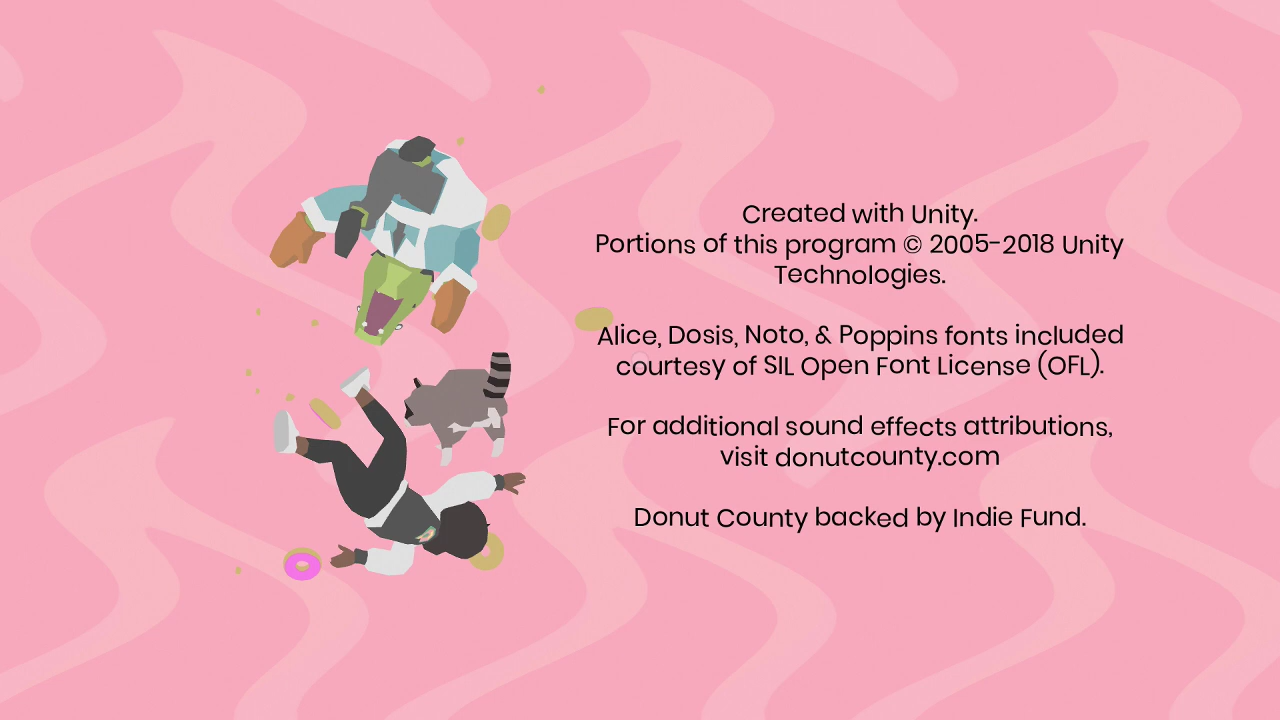 Created with Unity.
Portions of this program © 2005-2018 Unity
Technologies.
Alice, Dosis, Noto, & Poppins fonts included
courtesy of SIL Open Font License (OFL).
For additional sound effects attributions,
visit donutcounty.com
Donut County backed by Indie Fund.